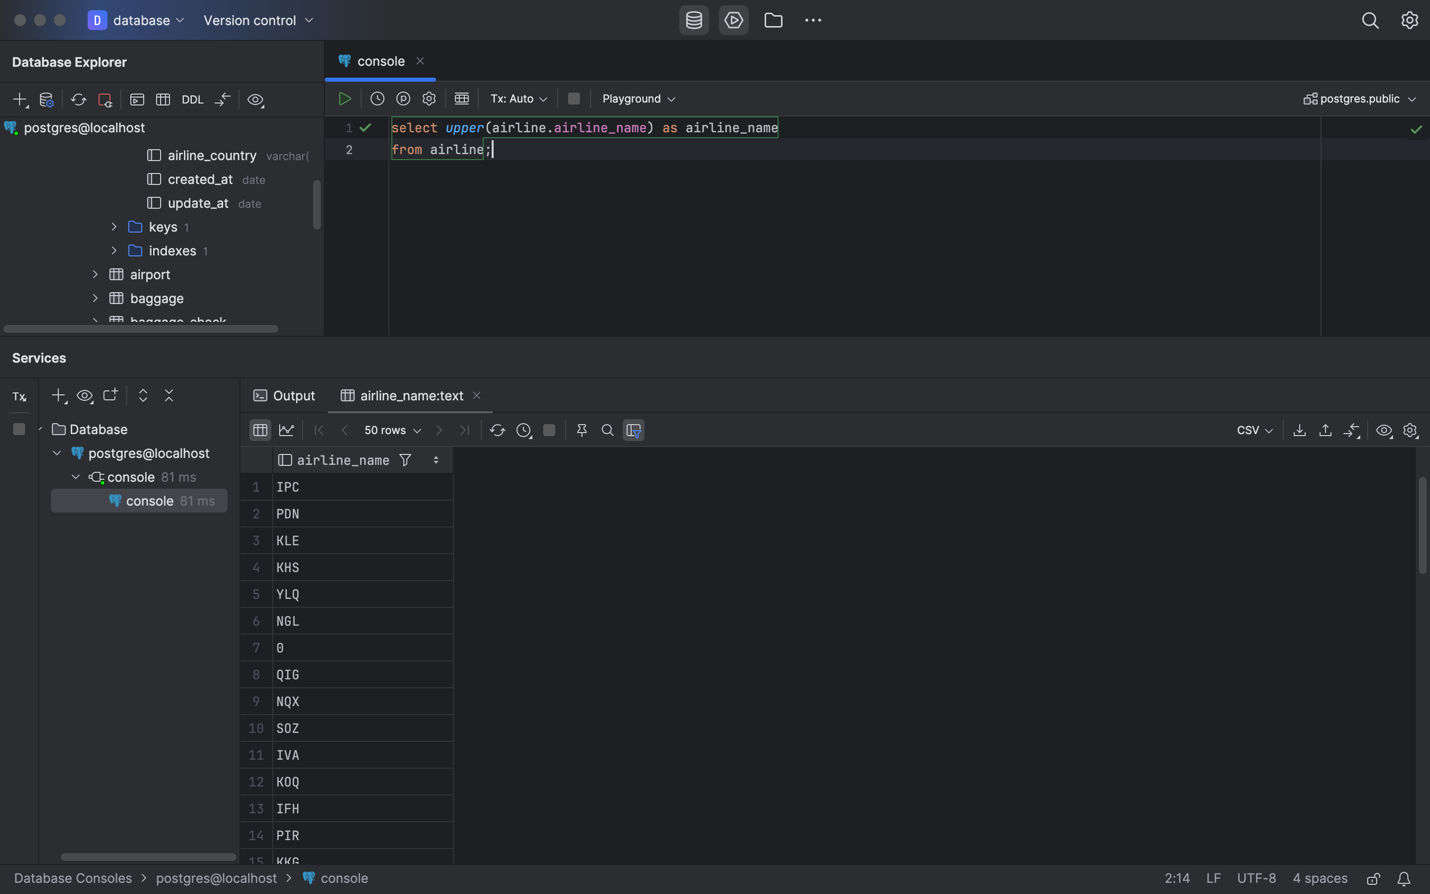 D database Version control
Database Explorer
console
DDL
Tx: Auto Playground postgres.public
postgres@localhost
airline_country varchar(
created_at date
update_at date
keys 1
indexes 1
airport
baggage
baggage_check
1 select upper(airline.airline_name) as airline_name
2 from airline;
Services
Tx
Output airline_name:text
50 rows CSV
Database
postgres@localhost
console 81 ms
console 81 ms
airline_name
1 IPC
2 PDN
3 KLE
4 KHS
5 YLQ
6 NGL
7 0
8 QIG
9 NQX
10 SOZ
11 IVA
12 KOQ
13 IFH
14 PIR
15 KKG
Database Consoles > postgres@localhost > console
2:14 LF UTF-8 4 spaces